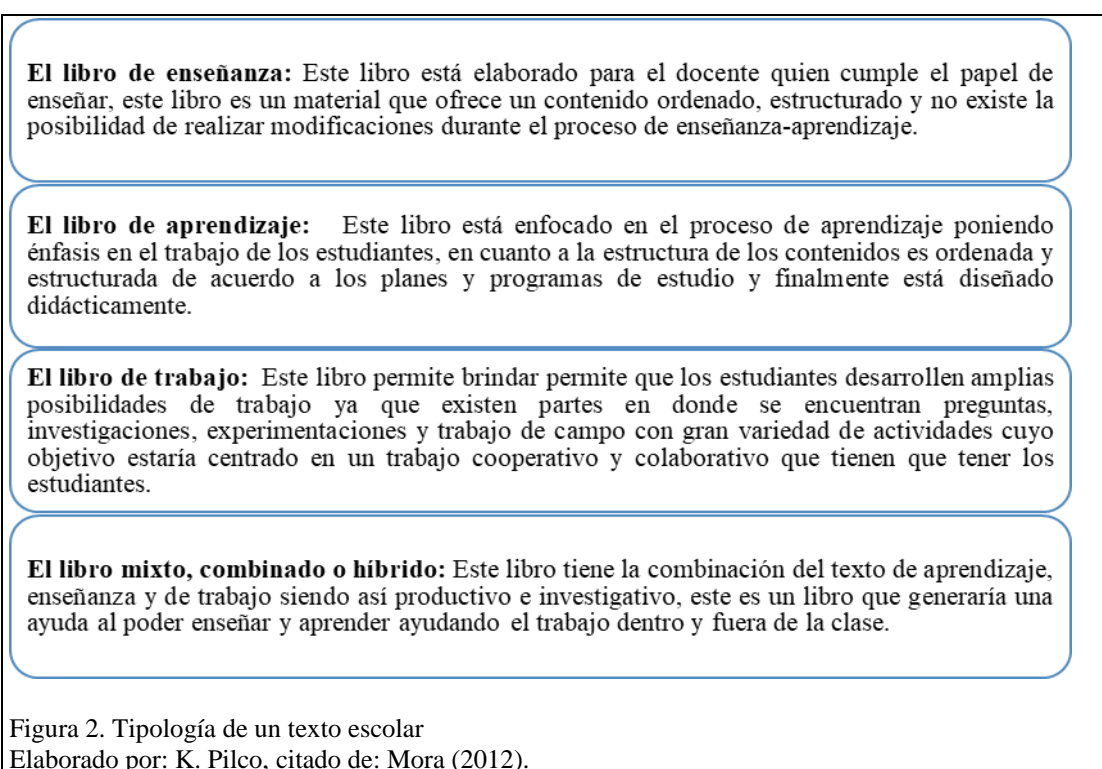 El libro de enseñanza: Este libro está elaborado para el docente quien cumple el papel de
enseñar, este libro es un material que ofrece un contenido ordenado, estructurado y no existe la
posibilidad de realizar modificaciones durante el proceso de enseñanza-aprendizaje.
El libro de aprendizaje: Este libro está enfocado en el proceso de aprendizaje poniendo
énfasis en el trabajo de los estudiantes, en cuanto a la estructura de los contenidos es ordenada y
estructurada de acuerdo a los planes y programas de estudio y finalmente está diseñado
didácticamente.
El libro de trabajo: Este libro permite brindar permite que los estudiantes desarrollen amplias
posibilidades de trabajo ya que existen partes en donde se encuentran preguntas,
investigaciones, experimentaciones y trabajo de campo con gran variedad de actividades cuyo
objetivo estaría centrado en un trabajo cooperativo y colaborativo que tienen que tener los
estudiantes.
El libro mixto, combinado o híbrido: Este libro tiene la combinación del texto de aprendizaje,
enseñanza y de trabajo siendo así productivo e investigativo, este es un libro que generaría una
ayuda al poder enseñar y aprender ayudando el trabajo dentro y fuera de la clase.
Figura 2. Tipología de un texto escolar
Elaborado por: K. Pilco, citado de: Mora (2012).